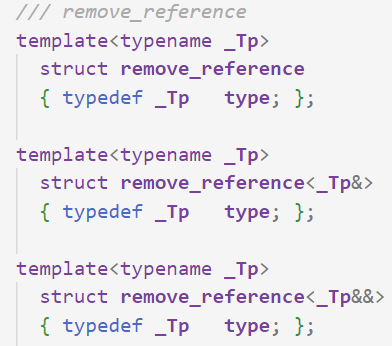 /// remove_reference
template<typename _Tp>
struct remove_reference
{ typedef _Tp   type; };
template<typename _Tp>
struct remove_reference<_Tp&>
{ typedef _Tp   type; };
template<typename _Tp>
struct remove_reference<_Tp&&>
{ typedef _Tp   type; };